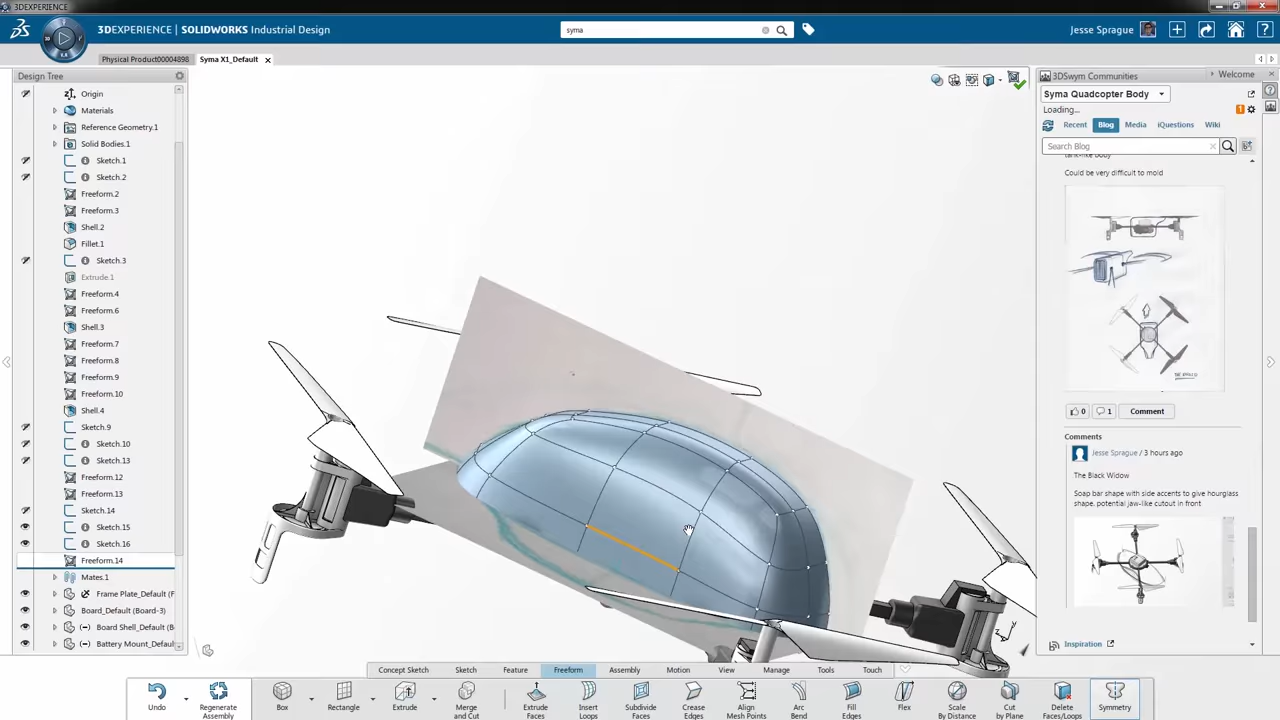 3DEXPERIENCE
3DEXPERIENCE | SOLIDWORKS Industrial Design
syma
Jesse Sprague
Physical Product00004898
Syma X1_Default
Design Tree
Origin
Materials
Reference Geometry.1
Solid Bodies.1
Sketch.1
Sketch.2
Freeform.2
Freeform.3
Shell.2
Fillet.1
Sketch.3
Extrude.1
Freeform.4
Freeform.6
Shell.3
Freeform.7
Freeform.8
Freeform.9
Freeform.10
Shell.4
Sketch.9
Sketch.10
Sketch.13
Freeform.12
Freeform.13
Sketch.14
Sketch.15
Sketch.16
Freeform.14
Mates.1
Frame Plate_Default (F
Board_Default (Board-3)
Board Shell_Default (B
Battery Mount_Defaul
3DSwym Communities
Welcome
Syma Quadcopter Body
Loading...
1
Recent
Blog
Media
iQuestions
Wiki
Search Blog
tank-like body
Could be very difficult to mold
0
1
Comment
Comments
Jesse Sprague / 3 hours ago
The Black Widow
Soap bar shape with side accents to give hourglass
shape, potential jaw-like cutout in front
Inspiration
Concept Sketch
Sketch
Feature
Freeform
Assembly
Motion
View
Manage
Tools
Touch
Undo
Regenerate
Assembly
Box
Rectangle
Extrude
Merge
and Cut
Extrude
Faces
Insert
Loops
Subdivide
Faces
Crease
Edges
Align
Mesh Points
Arc
Bend
Fill
Edges
Flex
Scale
By Distance
Cut
by Plane
Delete
Faces/Loops
Symmetry